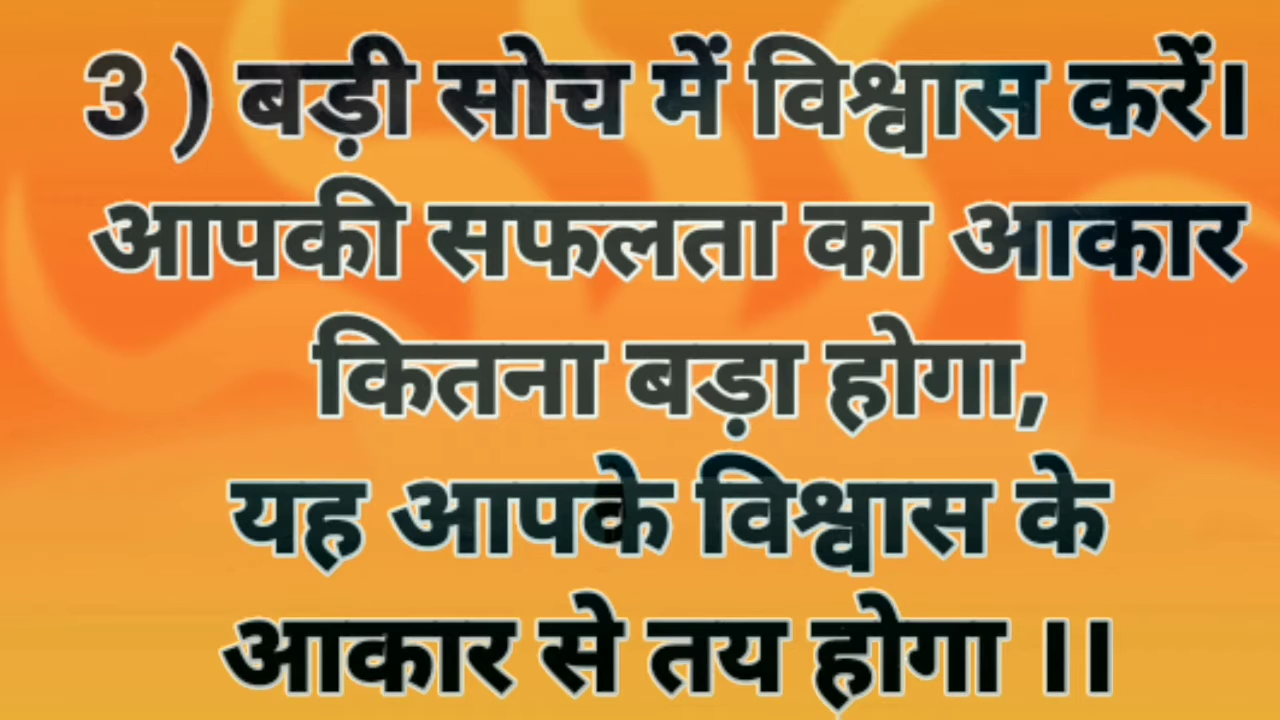 3 ) बड़ी सोच में विश्वास करें।
आपकी सफलता का आकार
कितना बड़ा होगा,
यह आपके विश्वास के
आकार से तय होगा ।।